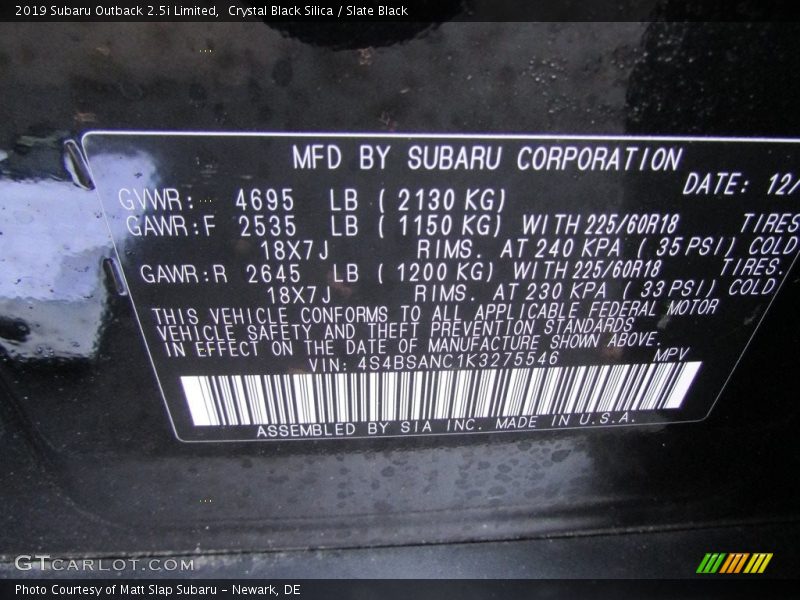 2019 Subaru Outback 2.5i Limited, Crystal Black Silica / Slate Black
MFD BY SUBARU CORPORATION
DATE: 12/
GVWR: 4695 LB ( 2130 KG)
GAWR:F 2535 LB ( 1150 KG) WITH 225/60R18 TIRES
18X7J RIMS. AT 240 KPA ( 35 PSI) COLD
GAWR:R 2645 LB ( 1200 KG) WITH 225/60R18 TIRES.
18X7J RIMS. AT 230 KPA ( 33 PSI) COLD
THIS VEHICLE CONFORMS TO ALL APPLICABLE FEDERAL MOTOR
VEHICLE SAFETY AND THEFT PREVENTION STANDARDS
IN EFFECT ON THE DATE OF MANUFACTURE SHOWN ABOVE.
VIN: 4S4BSANC1K3275546 MPV
ASSEMBLED BY SIA INC. MADE IN U.S.A.
GTCARLOT.COM
Photo Courtesy of Matt Slap Subaru - Newark, DE